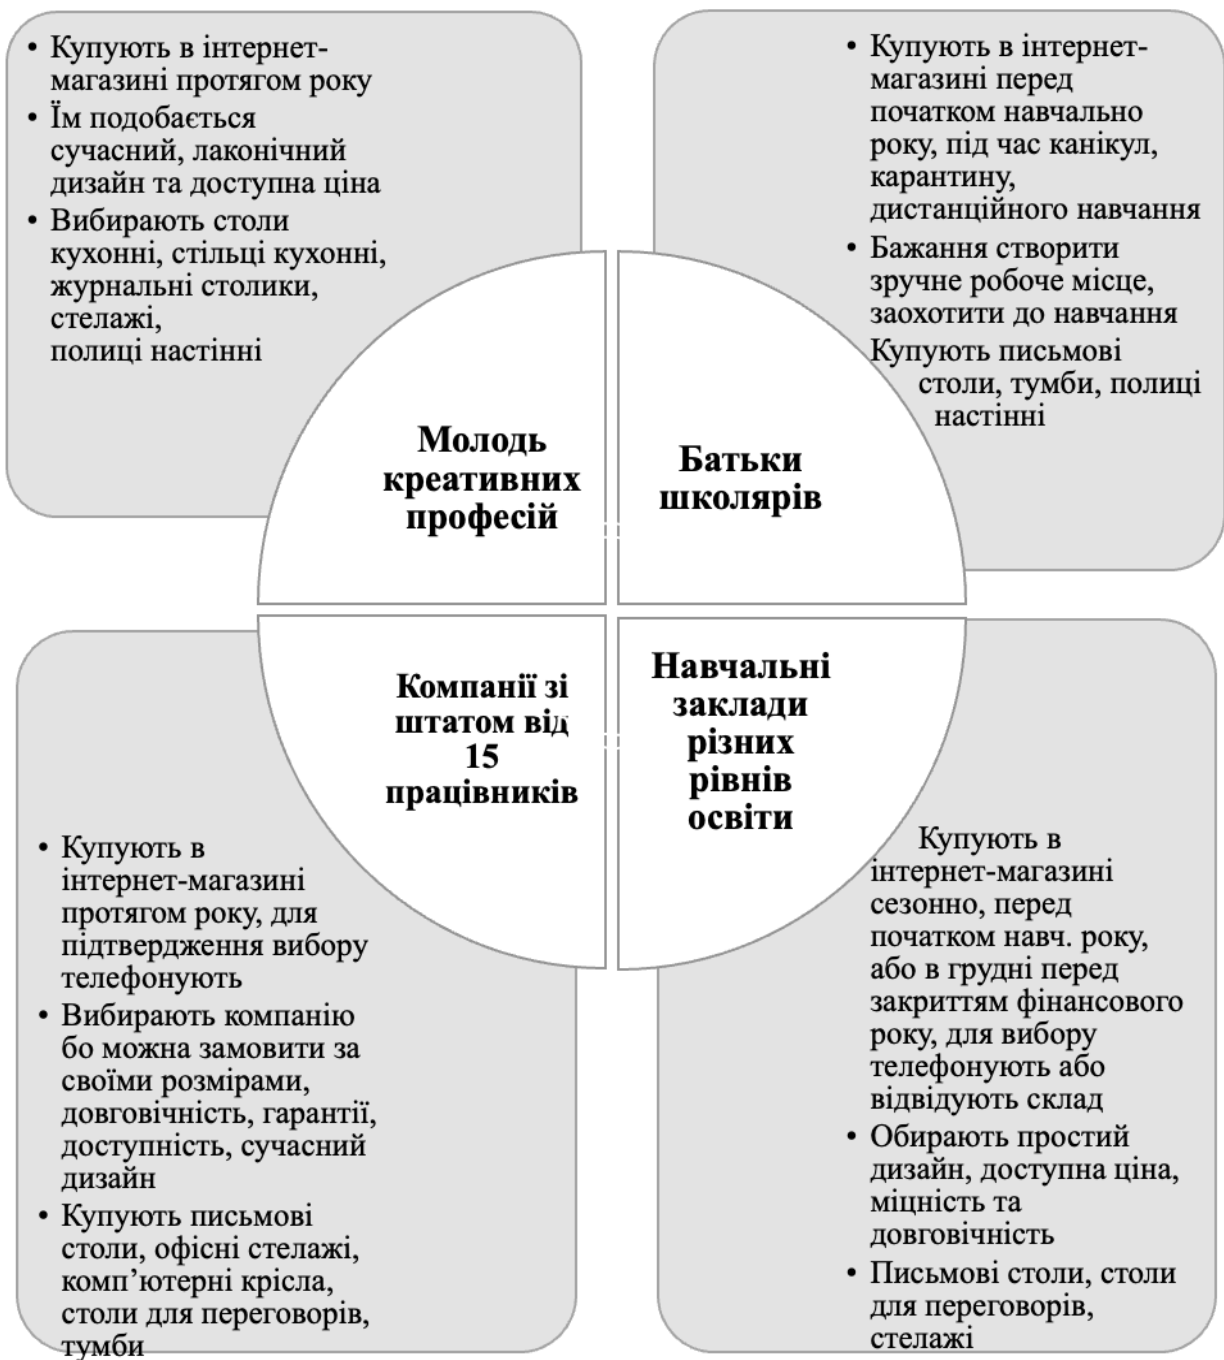 • Купують в інтернет-
магазині протягом року
• Їм подобається
сучасний, лаконічний
дизайн та доступна ціна
• Вибирають столи
кухонні, стільці кухонні,
журнальні столики,
стелажі,
полиці настінні
• Купують в інтернет-
магазині перед
початком навчально
року, під час канікул,
карантину,
дистанційного навчання
• Бажання створити
зручне робоче місце,
заохотити до навчання
Купують письмові
столи, тумби, полиці
настінні
Молодь
креативних
професій
Батьки
школярів
Компанії зі
штатом від
15
працівників
Навчальні
заклади
різних
рівнів
освіти
• Купують в
інтернет-магазині
протягом року, для
підтвердження вибору
телефонують
• Вибирають компанію
бо можна замовити за
своїми розмірами,
довговічність, гарантії,
доступність, сучасний
дизайн
• Купують письмові
столи, офісні стелажі,
комп’ютерні крісла,
столи для переговорів,
тумби
Купують в
інтернет-магазині
сезонно, перед
початком навч. року,
або в грудні перед
закриттям фінансового
року, для вибору
телефонують або
відвідують склад
• Обирають простий
дизайн, доступна ціна,
міцність та
довговічність
• Письмові столи, столи
для переговорів,
стелажі